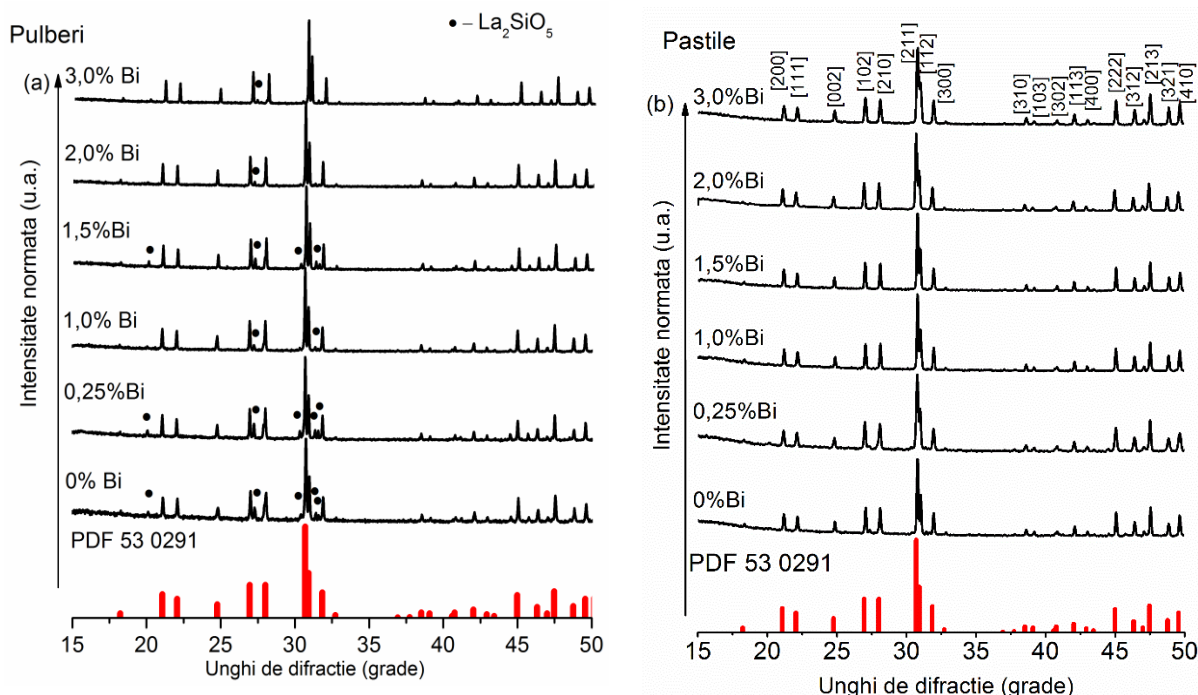 Pulberi
(a)
● – La₂SiO₅
3,0% Bi
2,0% Bi
1,5%Bi
1,0% Bi
0,25%Bi
0% Bi
PDF 53 0291
Intensitate normata (u.a.)
15 20 25 30 35 40 45 50
Unghi de difractie (grade)
Pastile
(b)
[200] [111] [002] [102] [210] [211] [112] [300] [310] [103] [302] [113] [400] [222] [312] [213] [321] [410]
3,0%Bi
2,0%Bi
1,5%Bi
1,0%Bi
0,25%Bi
0%Bi
PDF 53 0291
Intensitate normata (u.a.)
15 20 25 30 35 40 45 50
Unghi de difractie (grade)